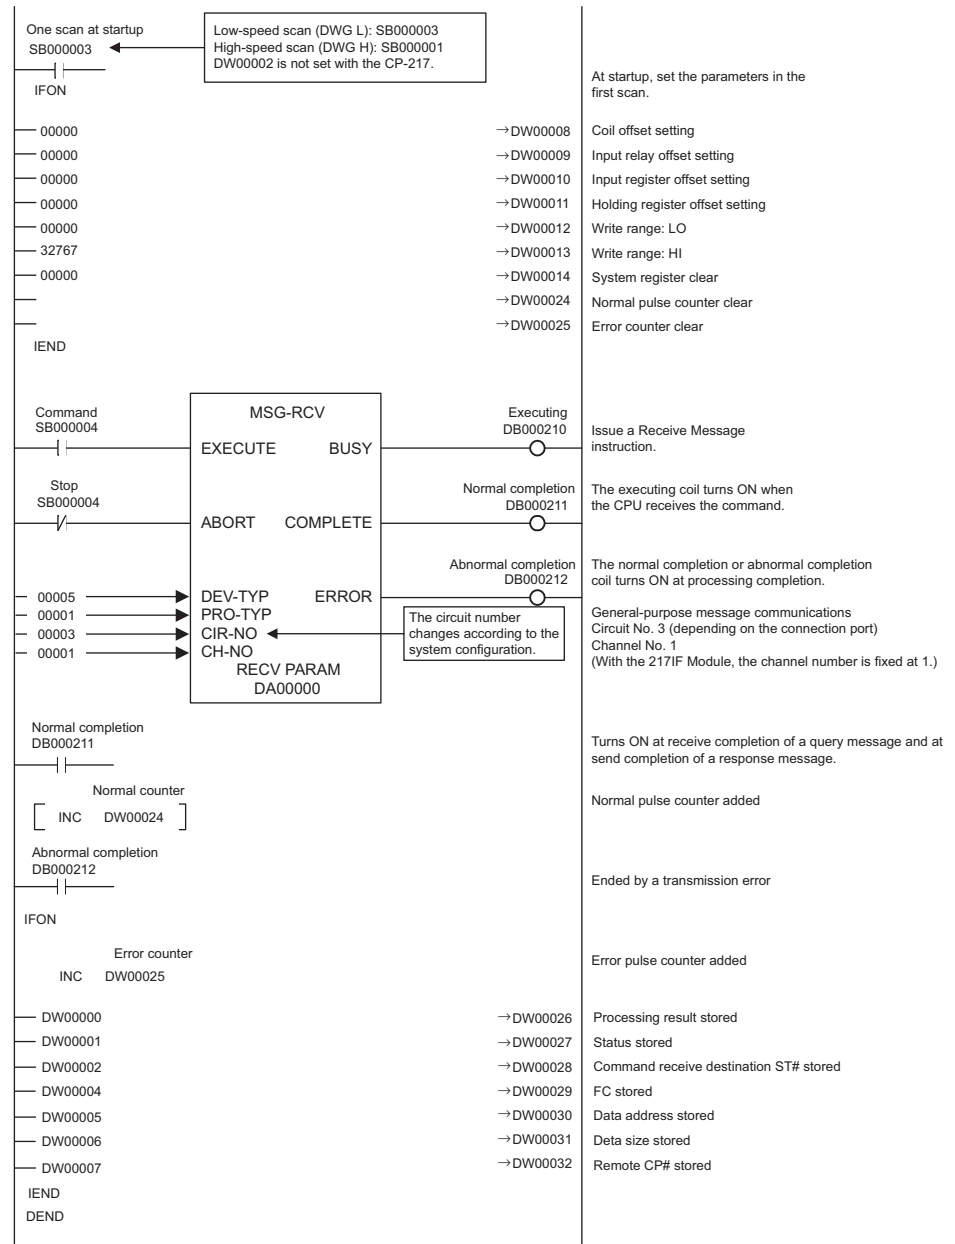 One scan at startup
SB000003
Low-speed scan (DWG L): SB000003
High-speed scan (DWG H): SB000001
DW00002 is not set with the CP-217.
IFON
At startup, set the parameters in the
first scan.
00000 →DW00008 Coil offset setting
00000 →DW00009 Input relay offset setting
00000 →DW00010 Input register offset setting
00000 →DW00011 Holding register offset setting
00000 →DW00012 Write range: LO
32767 →DW00013 Write range: HI
00000 →DW00014 System register clear
→DW00024 Normal pulse counter clear
→DW00025 Error counter clear
IEND
Command
SB000004
MSG-RCV
Executing
DB000210
EXECUTE BUSY
Issue a Receive Message
instruction.
Stop
SB000004
Normal completion
DB000211
ABORT COMPLETE
The executing coil turns ON when
the CPU receives the command.
Abnormal completion
DB000212
The normal completion or abnormal completion
coil turns ON at processing completion.
00005 DEV-TYP ERROR
00001 PRO-TYP
00003 CIR-NO
00001 CH-NO
RECV PARAM
DA00000
The circuit number
changes according to the
system configuration.
General-purpose message communications
Circuit No. 3 (depending on the connection port)
Channel No. 1
(With the 217IF Module, the channel number is fixed at 1.)
Normal completion
DB000211
Turns ON at receive completion of a query message and at
send completion of a response message.
Normal counter
INC DW00024
Normal pulse counter added
Abnormal completion
DB000212
Ended by a transmission error
IFON
Error counter
INC DW00025
Error pulse counter added
DW00000 →DW00026 Processing result stored
DW00001 →DW00027 Status stored
DW00002 →DW00028 Command receive destination ST# stored
DW00004 →DW00029 FC stored
DW00005 →DW00030 Data address stored
DW00006 →DW00031 Deta size stored
DW00007 →DW00032 Remote CP# stored
IEND
DEND